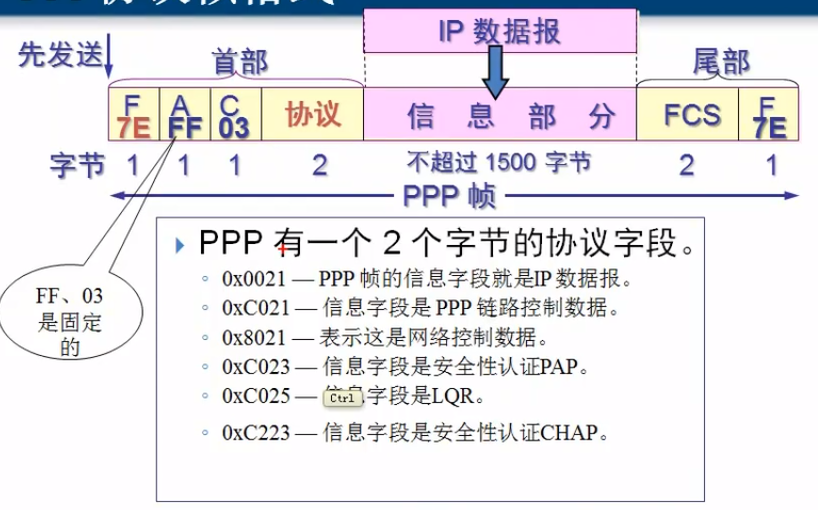 IP 数据报
先发送
首部
尾部
F A C 协议 信 息 部 分 FCS F
7E FF 03 7E
字节 1 1 1 2 不超过 1500 字节 2 1
PPP 帧
FF、03
是固定
的
PPP 有一个 2 个字节的协议字段。
0x0021 — PPP 帧的信息字段就是IP 数据报。
0xC021 — 信息字段是 PPP 链路控制数据。
0x8021 — 表示这是网络控制数据。
0xC023 — 信息字段是安全性认证PAP。
0xC025 — 信息字段是LQR。
Ctrl
0xC223 — 信息字段是安全性认证CHAP。